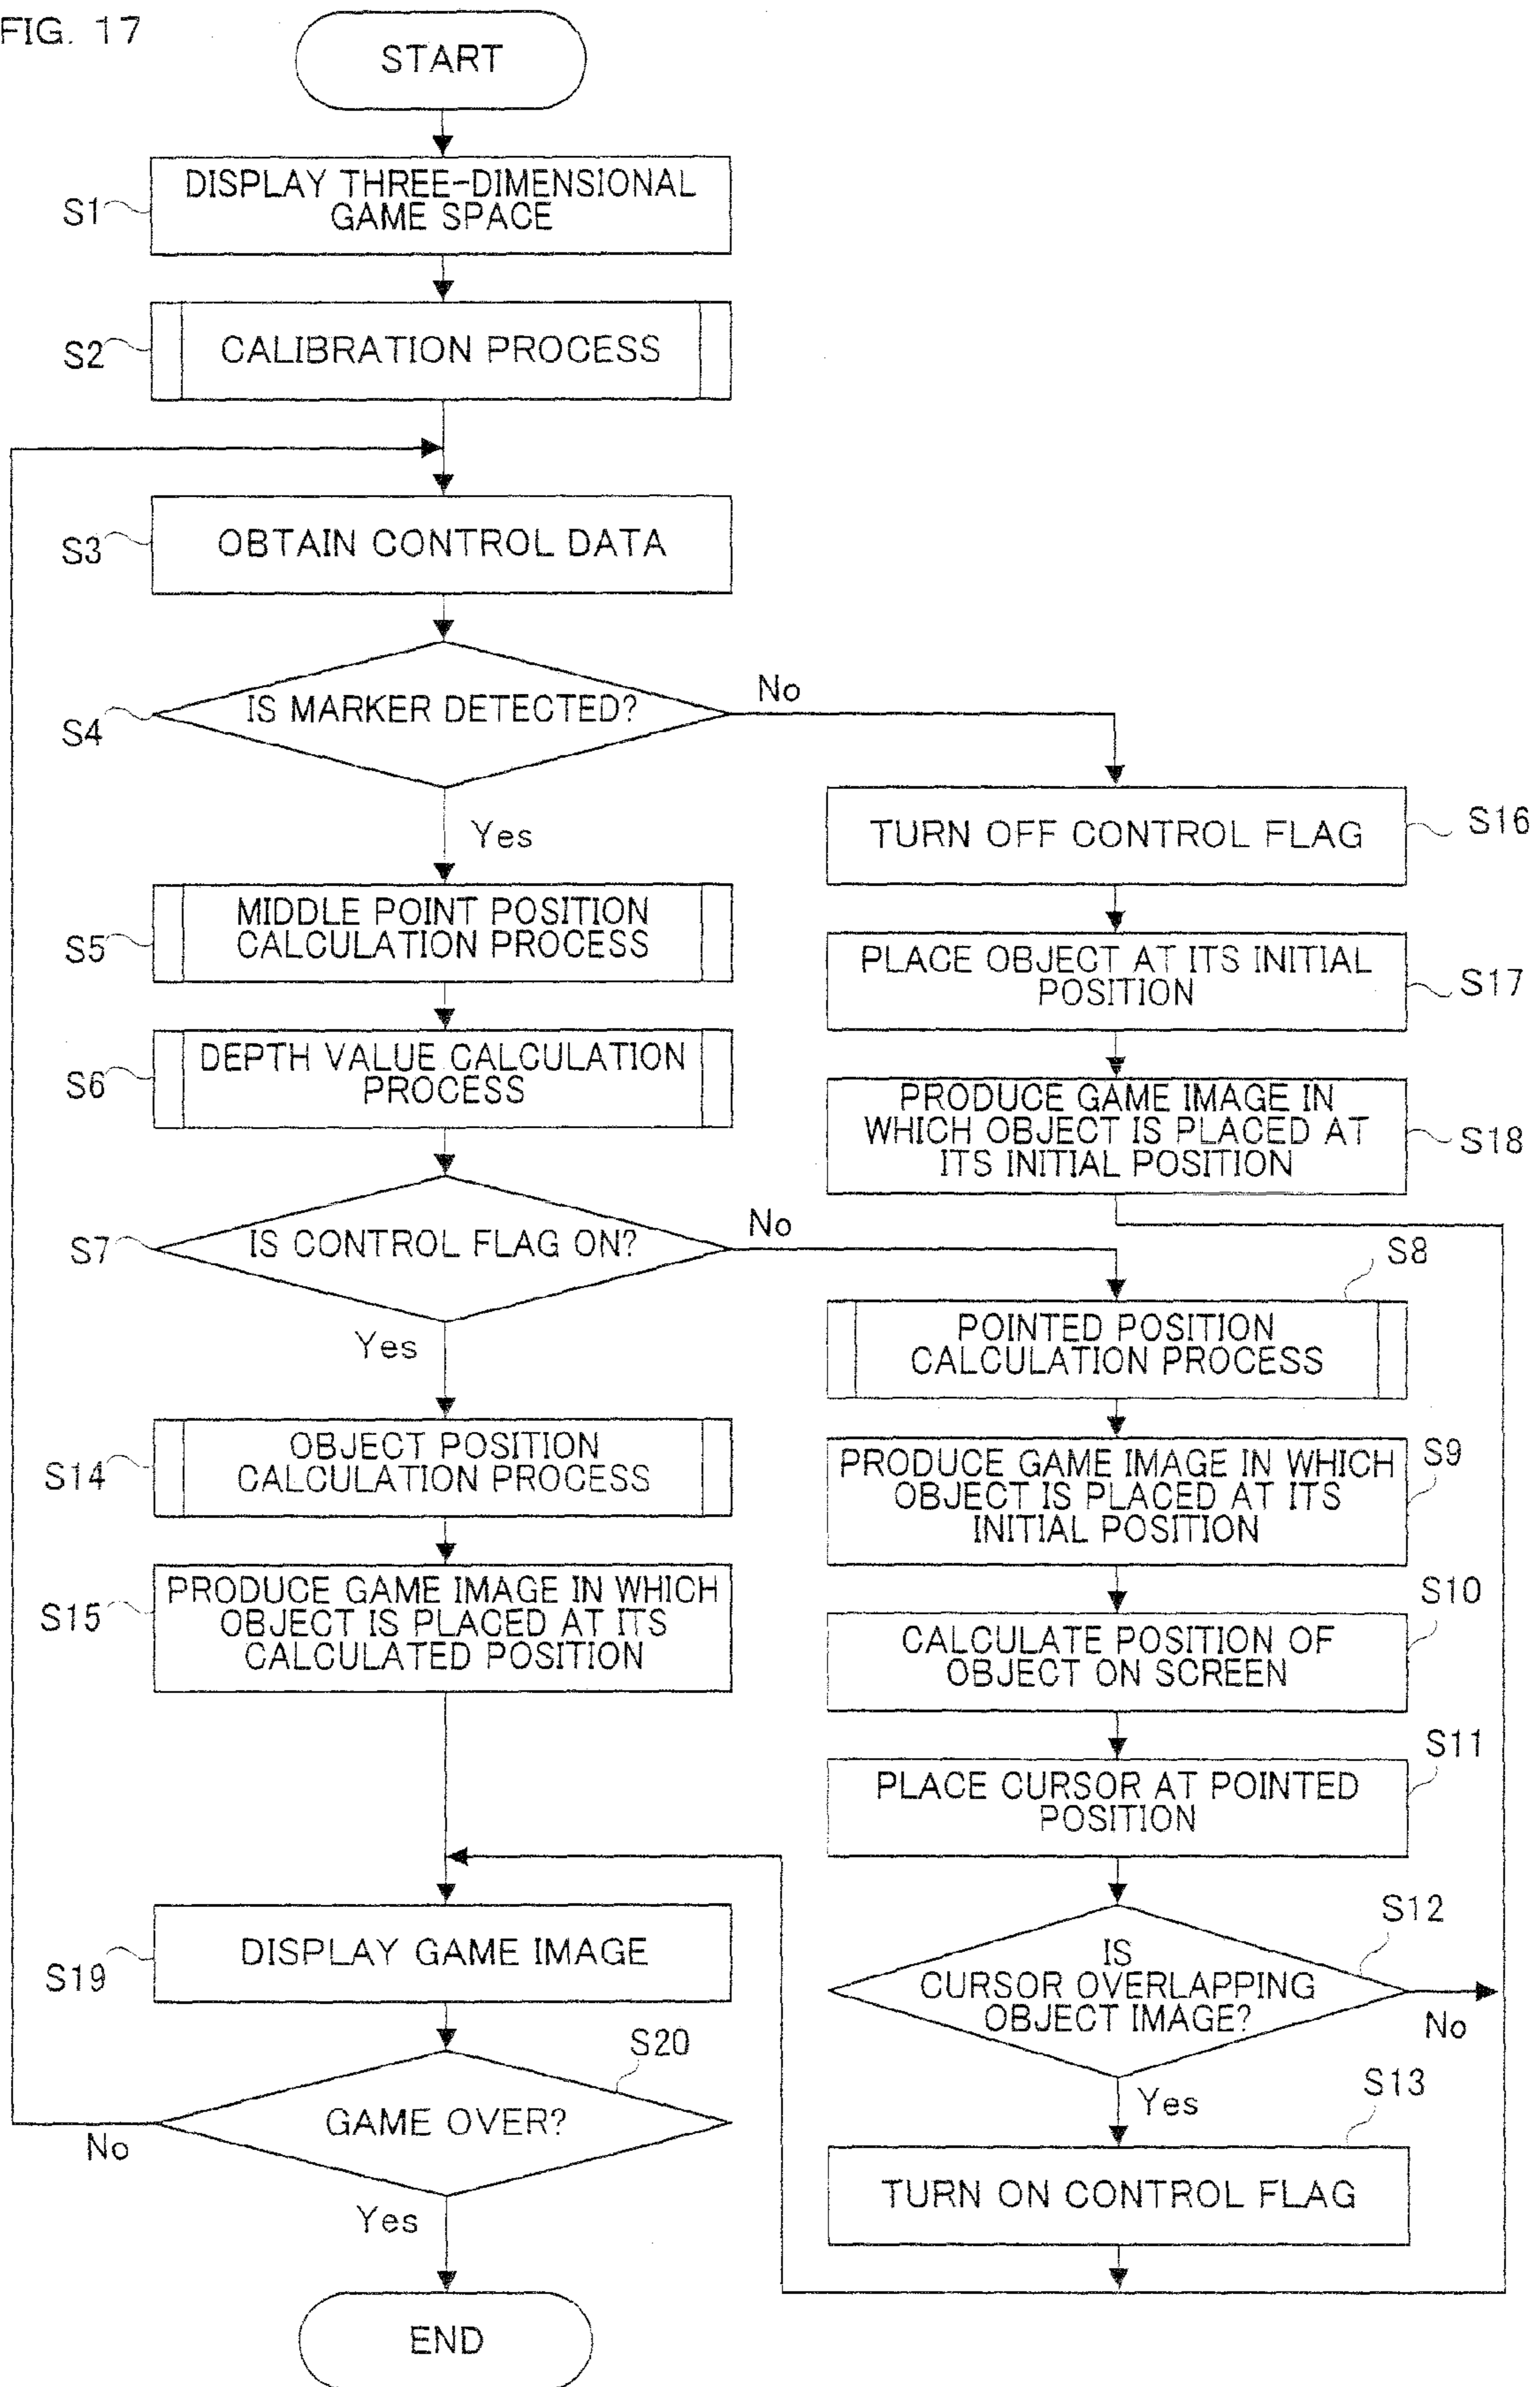 FIG. 17
START
S1
DISPLAY THREE-DIMENSIONAL
GAME SPACE
S2
CALIBRATION PROCESS
S3
OBTAIN CONTROL DATA
S4
IS MARKER DETECTED?
No
Yes
S5
MIDDLE POINT POSITION
CALCULATION PROCESS
S6
DEPTH VALUE CALCULATION
PROCESS
S7
IS CONTROL FLAG ON?
No
Yes
S14
OBJECT POSITION
CALCULATION PROCESS
S15
PRODUCE GAME IMAGE IN WHICH
OBJECT IS PLACED AT ITS
CALCULATED POSITION
S19
DISPLAY GAME IMAGE
S20
GAME OVER?
No
Yes
END
TURN OFF CONTROL FLAG
S16
PLACE OBJECT AT ITS INITIAL
POSITION
S17
PRODUCE GAME IMAGE IN
WHICH OBJECT IS PLACED AT
ITS INITIAL POSITION
S18
S8
POINTED POSITION
CALCULATION PROCESS
S9
PRODUCE GAME IMAGE IN WHICH
OBJECT IS PLACED AT ITS
INITIAL POSITION
S10
CALCULATE POSITION OF
OBJECT ON SCREEN
S11
PLACE CURSOR AT POINTED
POSITION
S12
IS
CURSOR OVERLAPPING
OBJECT IMAGE?
No
Yes
S13
TURN ON CONTROL FLAG